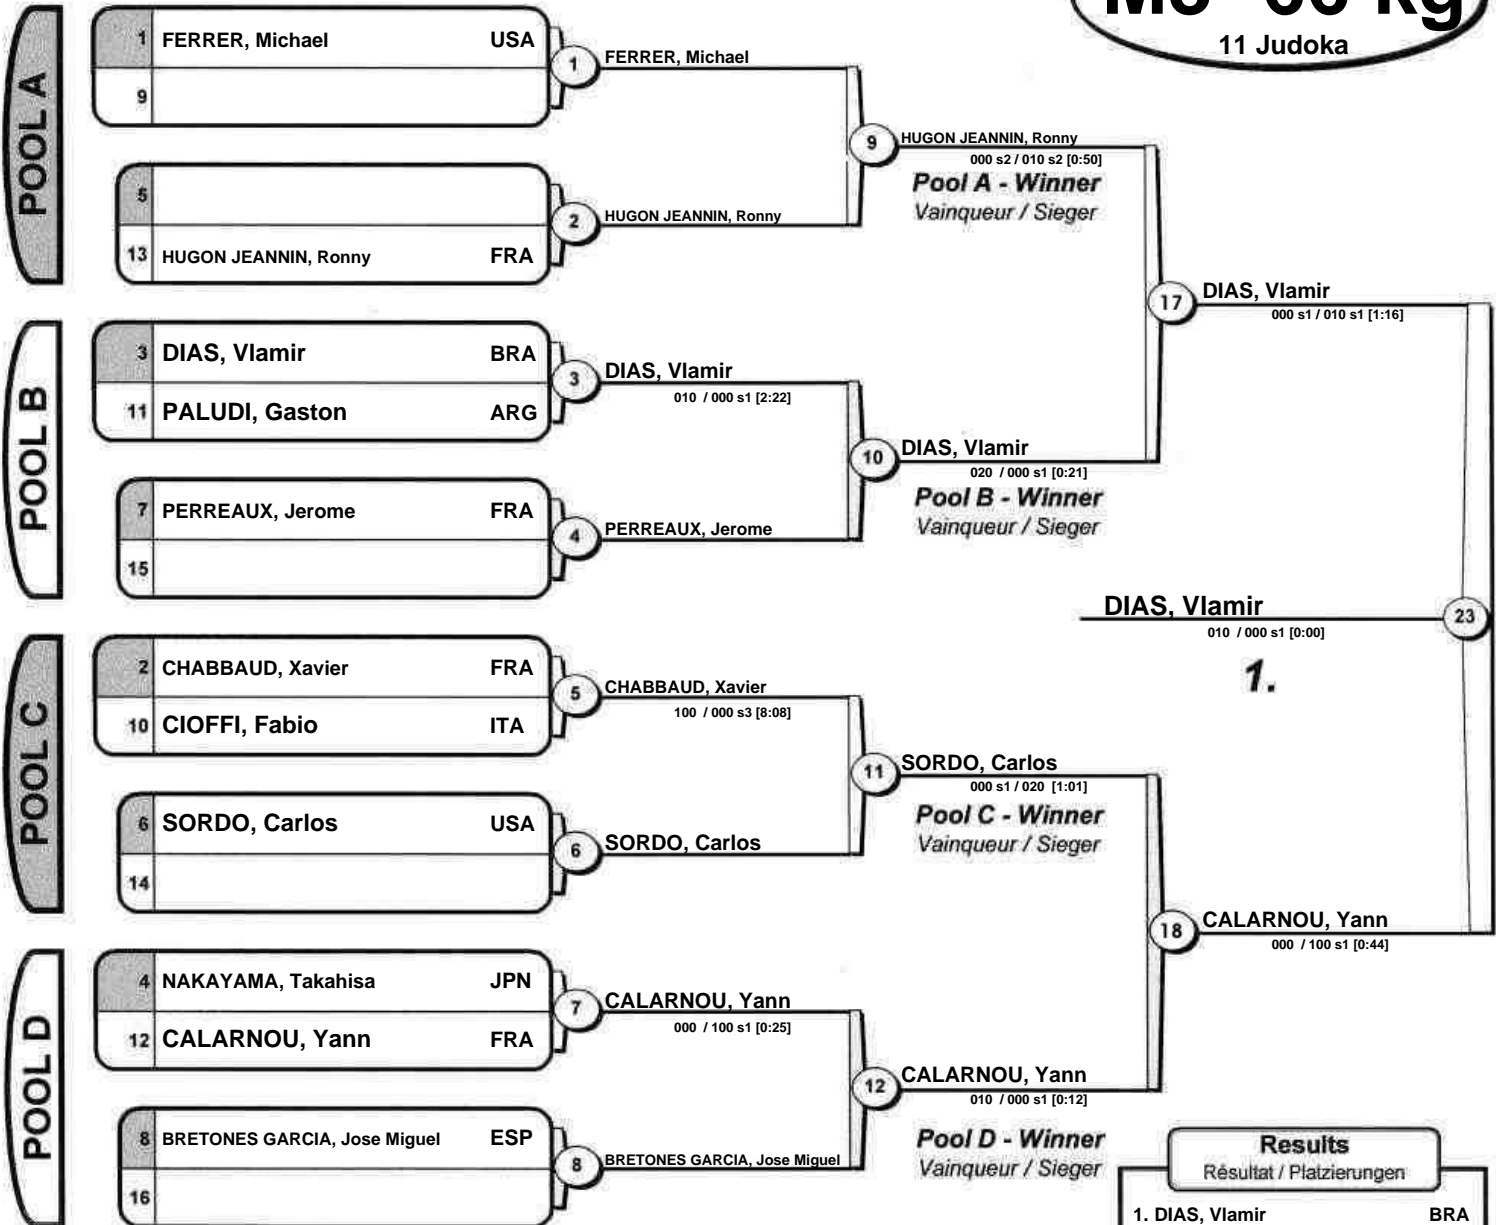 11 Judoka
POOL A
1 FERRER, Michael USA
9
1 FERRER, Michael
5
13 HUGON JEANNIN, Ronny FRA
2 HUGON JEANNIN, Ronny
9 HUGON JEANNIN, Ronny
000 s2 / 010 s2 [0:50]
Pool A - Winner
Vainqueur / Sieger
POOL B
3 DIAS, Vlamir BRA
11 PALUDI, Gaston ARG
3 DIAS, Vlamir
010 / 000 s1 [2:22]
7 PERREAUX, Jerome FRA
15
4 PERREAUX, Jerome
10 DIAS, Vlamir
020 / 000 s1 [0:21]
Pool B - Winner
Vainqueur / Sieger
17 DIAS, Vlamir
000 s1 / 010 s1 [1:16]
DIAS, Vlamir 23
010 / 000 s1 [0:00]
1.
POOL C
2 CHABBAUD, Xavier FRA
10 CIOFFI, Fabio ITA
5 CHABBAUD, Xavier
100 / 000 s3 [8:08]
6 SORDO, Carlos USA
14
6 SORDO, Carlos
11 SORDO, Carlos
000 s1 / 020 [1:01]
Pool C - Winner
Vainqueur / Sieger
18 CALARNOU, Yann
000 / 100 s1 [0:44]
POOL D
4 NAKAYAMA, Takahisa JPN
12 CALARNOU, Yann FRA
7 CALARNOU, Yann
000 / 100 s1 [0:25]
8 BRETONES GARCIA, Jose Miguel ESP
16
8 BRETONES GARCIA, Jose Miguel
12 CALARNOU, Yann
010 / 000 s1 [0:12]
Pool D - Winner
Vainqueur / Sieger
Results
Résultat / Platzierungen
1. DIAS, Vlamir BRA